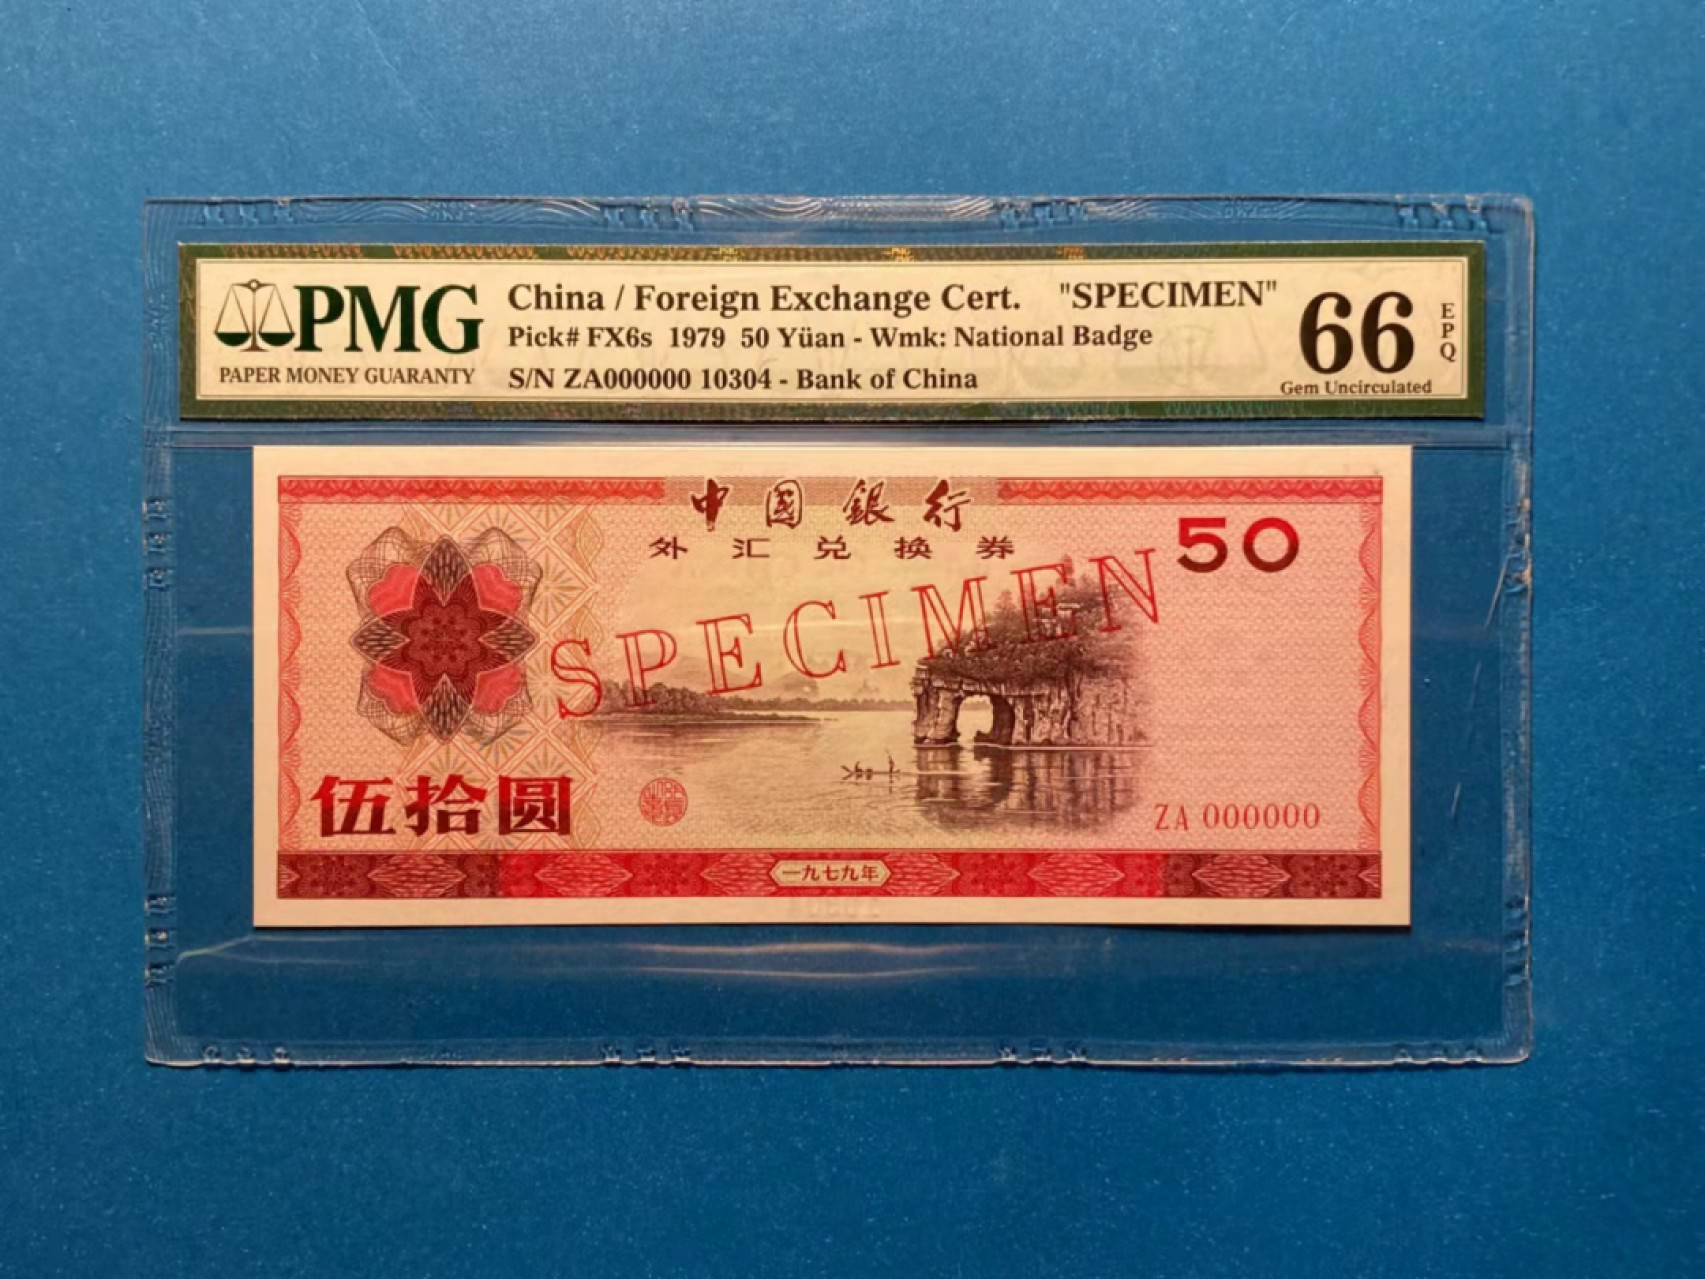 PMG
PAPER MONEY GUARANTY
China / Foreign Exchange Cert. "SPECIMEN"
Pick# FX6s 1979 50 Yüan - Wmk: National Badge
S/N ZA000000 10304 - Bank of China
66
EPQ
Gem Uncirculated
中國銀行
外汇兑换券
50
SPECIMEN
伍拾圆
ZA 000000
一九七九年